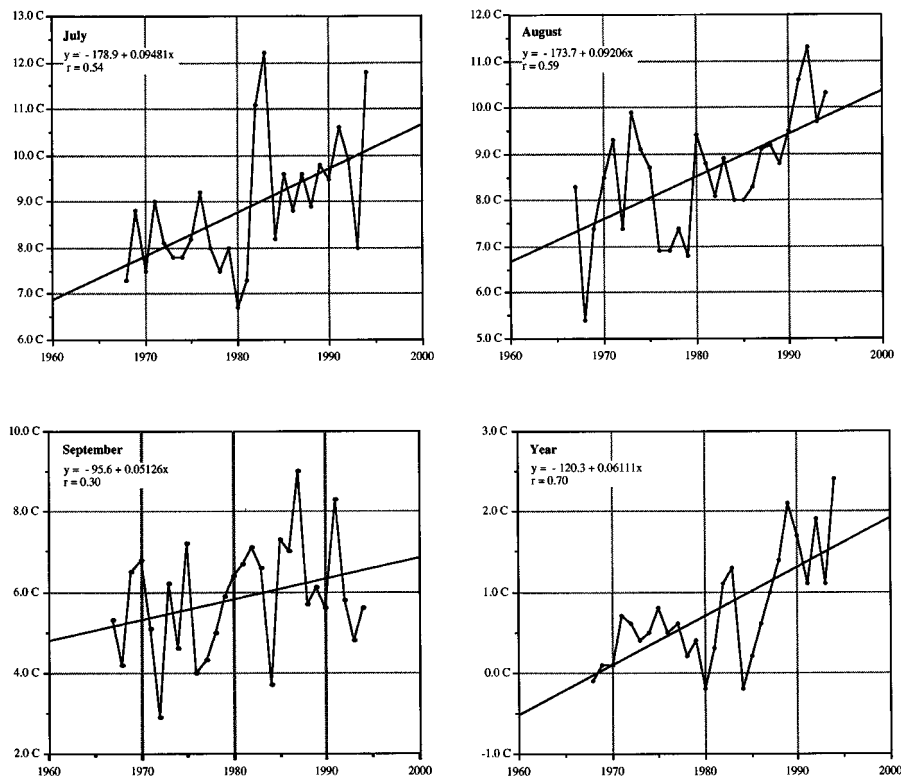 13.0 C
12.0 C
11.0 C
10.0 C
9.0 C
8.0 C
7.0 C
6.0 C
July
y = - 178.9 + 0.09481x
r = 0.54
1960 1970 1980 1990 2000
12.0 C
11.0 C
10.0 C
9.0 C
8.0 C
7.0 C
6.0 C
5.0 C
August
y = - 173.7 + 0.09206x
r = 0.59
1960 1970 1980 1990 2000
10.0 C
8.0 C
6.0 C
4.0 C
2.0 C
September
y = - 95.6 + 0.05126x
r = 0.30
1960 1970 1980 1990 2000
3.0 C
2.0 C
1.0 C
0.0 C
-1.0 C
Year
y = - 120.3 + 0.06111x
r = 0.70
1960 1970 1980 1990 2000